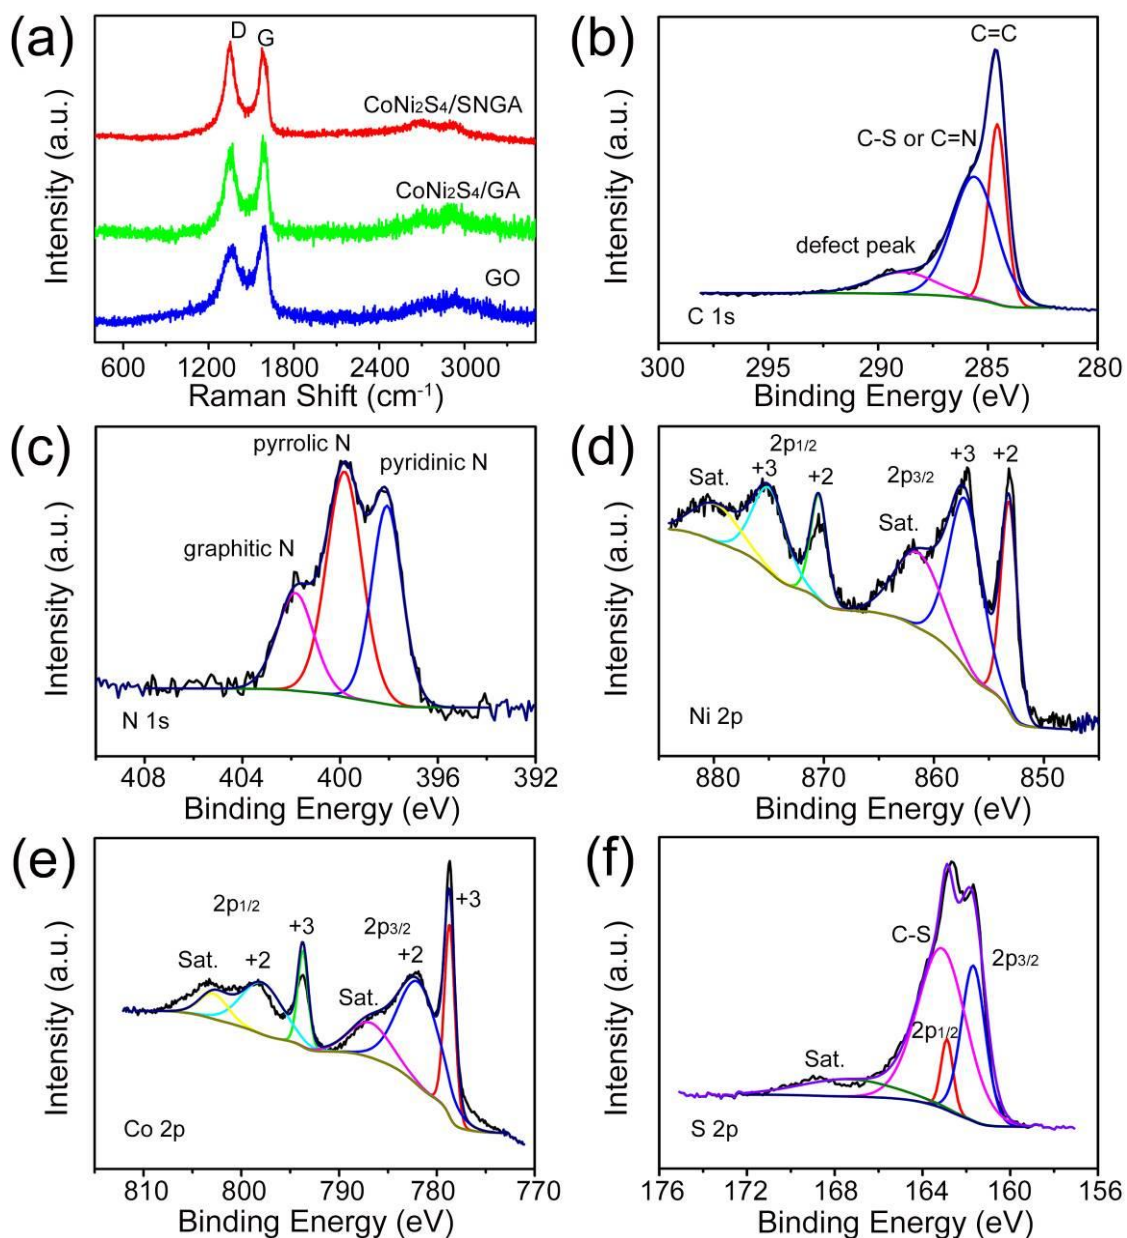 (a)
D
G
CoNi2S4/SNGA
CoNi2S4/GA
GO
Intensity (a.u.)
600 1200 1800 2400 3000
Raman Shift (cm-1)
(b)
C=C
C-S or C=N
defect peak
C 1s
Intensity (a.u.)
300 295 290 285 280
Binding Energy (eV)
(c)
pyrrolic N
pyridinic N
graphitic N
N 1s
Intensity (a.u.)
408 404 400 396 392
Binding Energy (eV)
(d)
2p1/2
+3
+2
Sat.
+3
+2
2p3/2
Sat.
Ni 2p
Intensity (a.u.)
880 870 860 850
Binding Energy (eV)
(e)
+3
2p1/2
+3
2p3/2
Sat.
+2
+2
Sat.
Co 2p
Intensity (a.u.)
810 800 790 780 770
Binding Energy (eV)
(f)
C-S
2p3/2
2p1/2
Sat.
S 2p
Intensity (a.u.)
176 172 168 164 160 156
Binding Energy (eV)